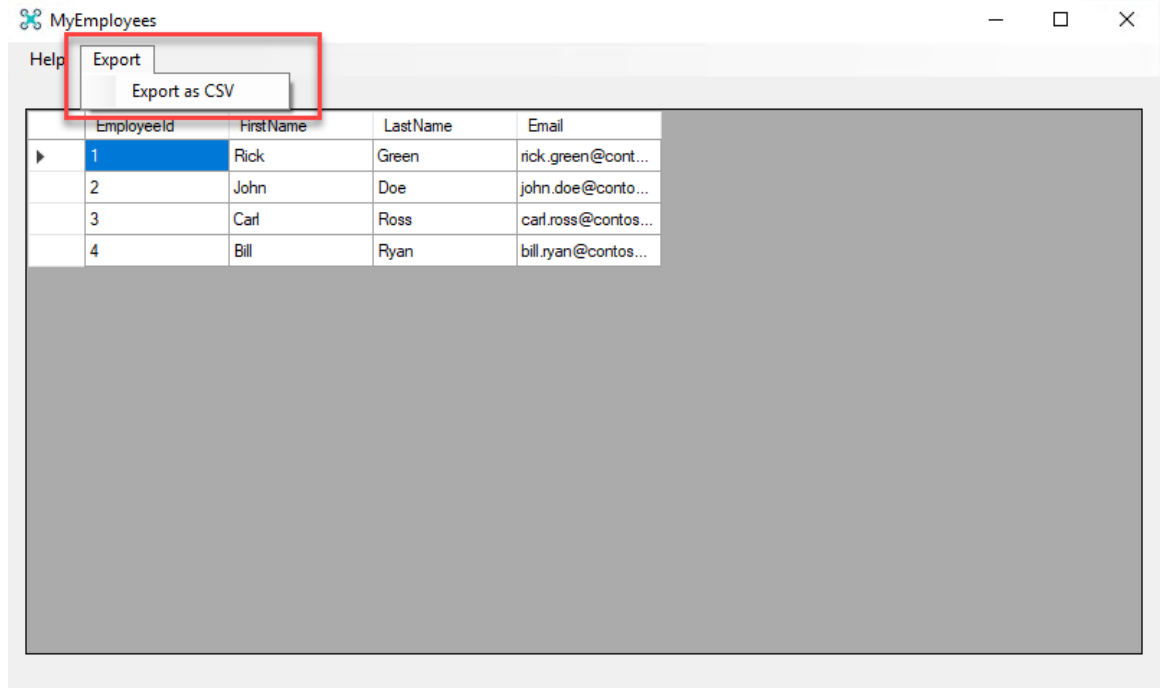 MyEmployees
Help Export
Export as CSV
EmployeeId FirstName LastName Email
1 Rick Green rick.green@cont...
2 John Doe john.doe@conto...
3 Carl Ross carl.ross@contos...
4 Bill Ryan bill.ryan@contos...